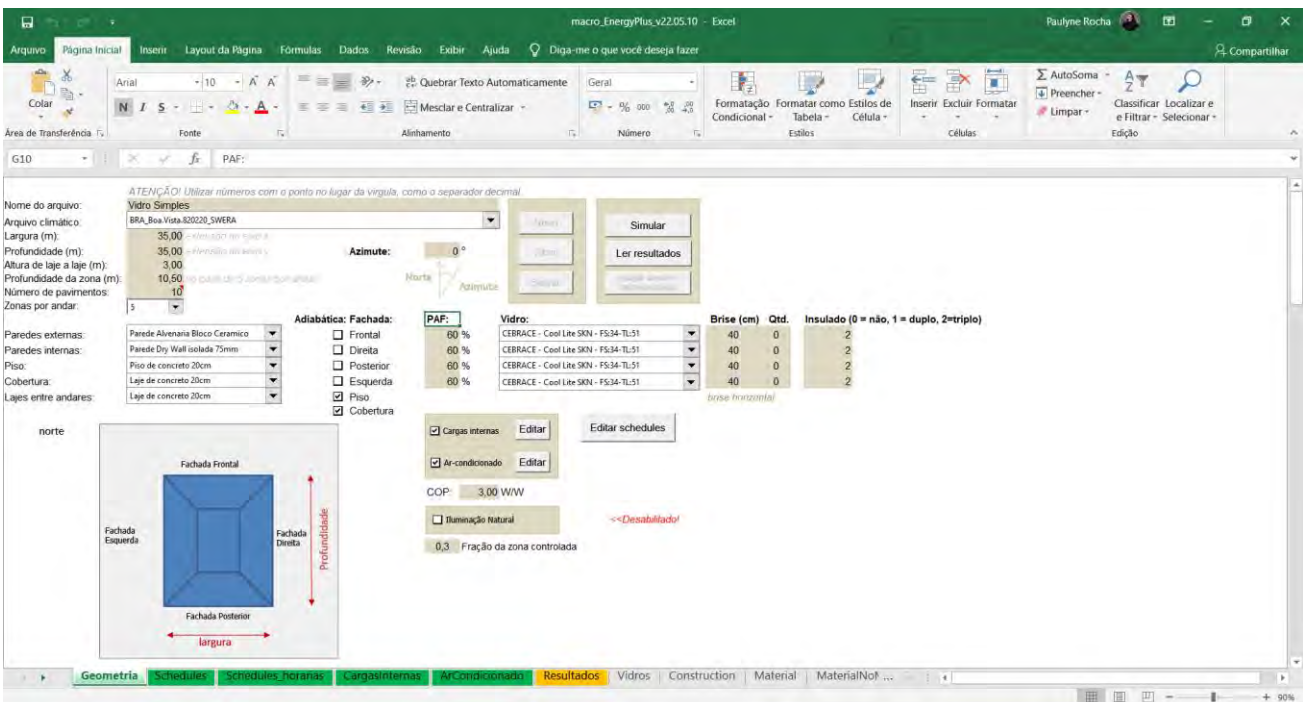 macro_EnergyPlus_v22.05.10 - Excel
Paulyne Rocha
Arquivo Página Inicial Inserir Layout da Página Fórmulas Dados Revisão Exibir Ajuda Diga-me o que você deseja fazer Compartilhar
Colar
Arial 10
N I S
Quebrar Texto Automaticamente
Mesclar e Centralizar
Geral
% 000
Formatação Condicional
Formatar como Tabela
Estilos de Célula
Inserir Excluir Formatar
AutoSoma
Preencher
Limpar
Classificar e Filtrar
Localizar e Selecionar
Área de Transferência Fonte Alinhamento Número Estilos Células Edição
G10 fx PAF:
ATENÇÃO! Utilizar números com o ponto no lugar da vírgula, como o separador decimal.
Nome do arquivo: Vidro Simples
Arquivo climático: BRA_Boa.Vista.820220_SWERA
Largura (m): 35,00
Profundidade (m): 35,00
Altura de laje a laje (m): 3,00
Profundidade da zona (m): 10,50
Número de pavimentos: 10
Zonas por andar: 5
Azimute: 0 º
Norte
Azimute
Simular
Ler resultados
Adiabática: Fachada: PAF: Vidro: Brise (cm) Qtd. Insulado (0 = não, 1 = duplo, 2=triplo)
Paredes externas: Parede Alvenaria Bloco Ceramico Frontal 60 % CEBRACE - Cool Lite SKN - FS:34-TL:51 40 0 2
Paredes internas: Parede Dry Wall isolada 75mm Direita 60 % CEBRACE - Cool Lite SKN - FS:34-TL:51 40 0 2
Piso: Piso de concreto 20cm Posterior 60 % CEBRACE - Cool Lite SKN - FS:34-TL:51 40 0 2
Cobertura: Laje de concreto 20cm Esquerda 60 % CEBRACE - Cool Lite SKN - FS:34-TL:51 40 0 2
Lajes entre andares: Laje de concreto 20cm Piso brise horizontal
Cobertura
norte
Fachada Frontal
Fachada Esquerda
Fachada Direita
Profundidade
Fachada Posterior
largura
Cargas internas Editar
Editar schedules
Ar-condicionado Editar
COP: 3,00 W/W
Iluminação Natural <<Desabilitado!
0,3 Fração da zona controlada
Geometria Schedules Schedules_horarias CargasInternas ArCondicionado Resultados Vidros Construction Material MaterialNoM ...
90%